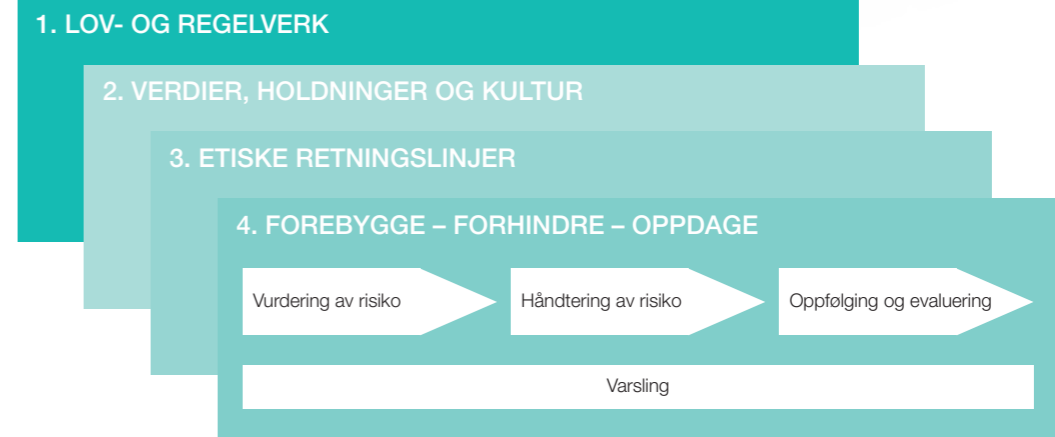 1. LOV- OG REGELVERK
2. VERDIER, HOLDNINGER OG KULTUR
3. ETISKE RETNINGSLINJER
4. FOREBYGGE – FORHINDRE – OPPDAGE
Vurdering av risiko
Håndtering av risiko
Oppfølging og evaluering
Varsling